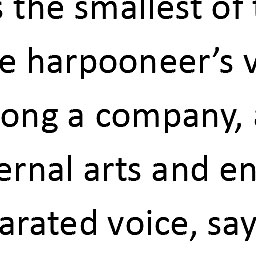 s the smallest of
e harpooneer’s v
ong a company, a
ernal arts and en
arated voice, say